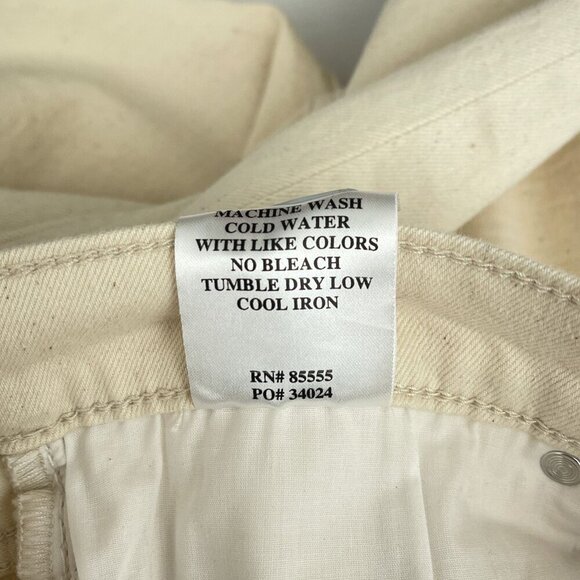 MACHINE WASH
COLD WATER
WITH LIKE COLORS
NO BLEACH
TUMBLE DRY LOW
COOL IRON
RN# 85555
PO# 34024